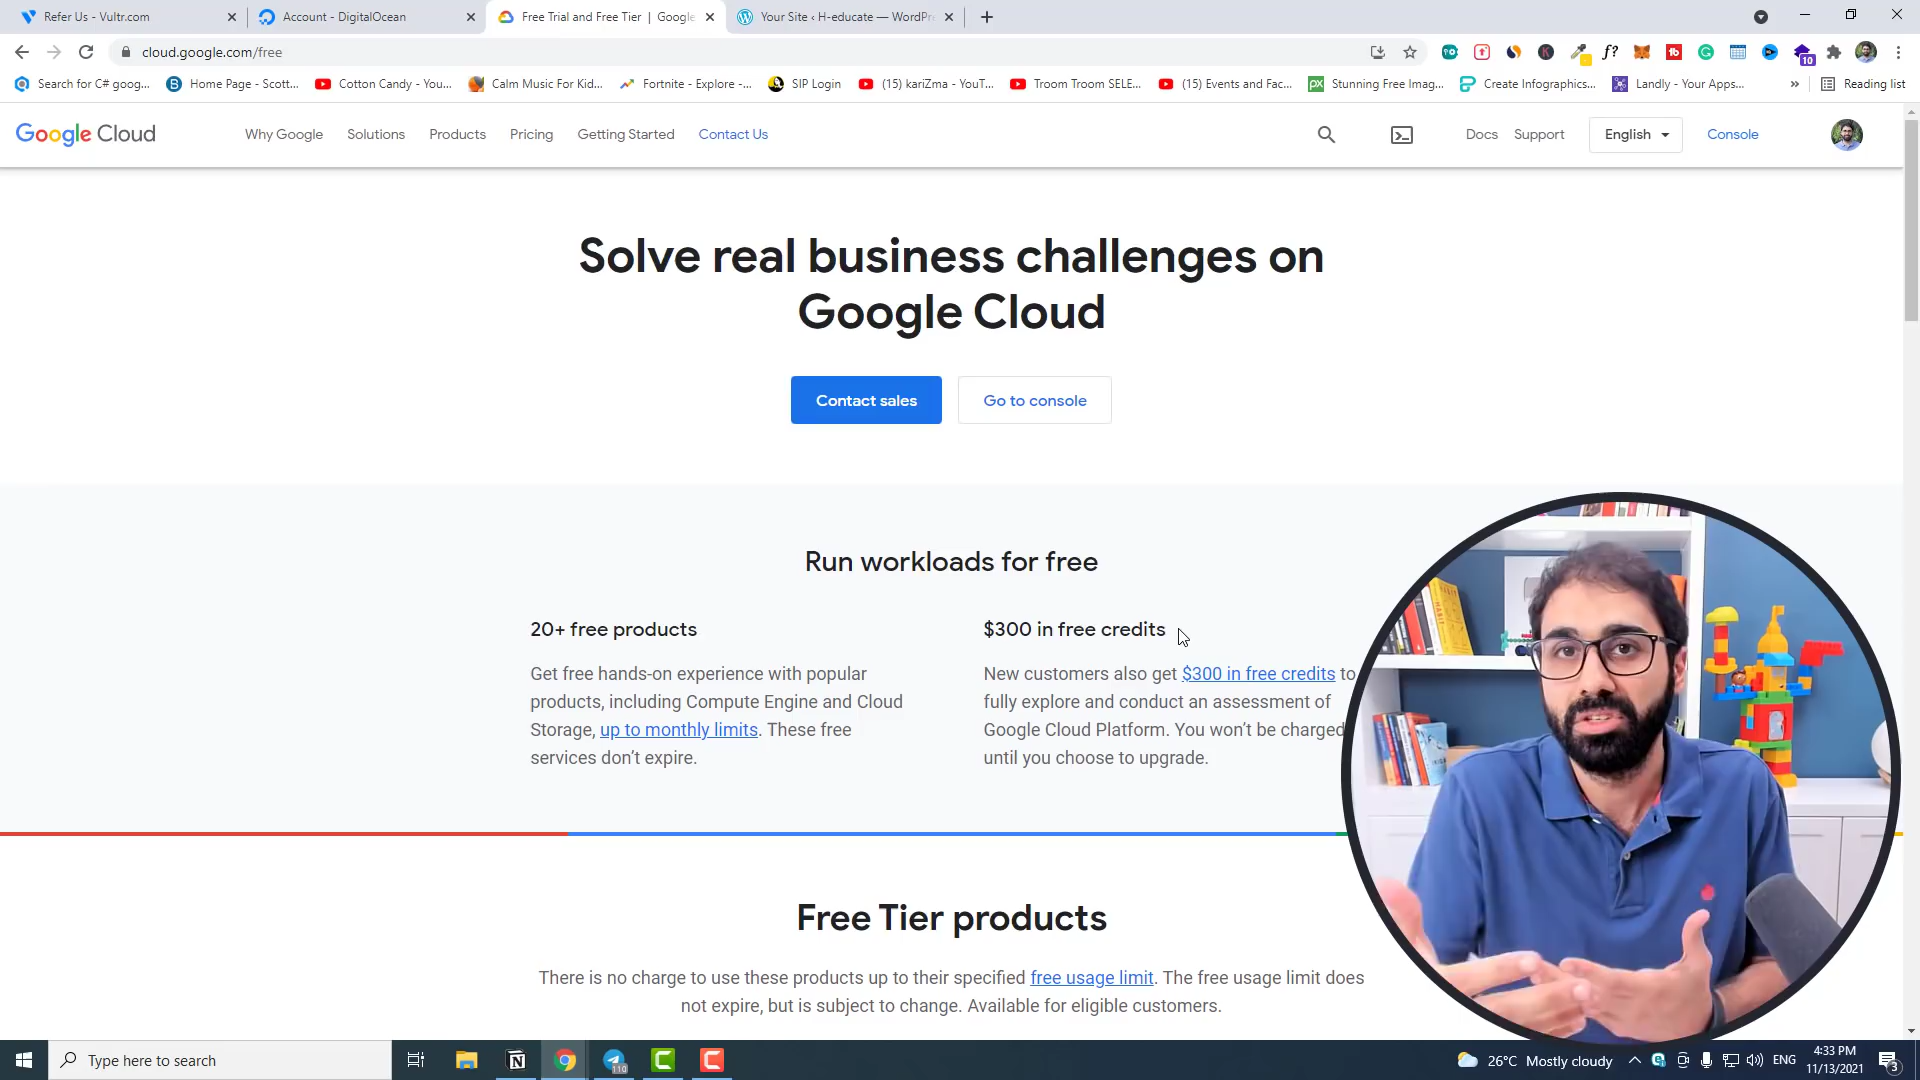 Refer Us - Vultr.com
Account - DigitalOcean
Free Trial and Free Tier | Google
Your Site ‹ H-educate — WordPr
cloud.google.com/free
10
Search for C# goog...
Home Page - Scott...
Cotton Candy - You...
Calm Music For Kid...
Fortnite - Explore -...
SIP Login
(15) kariZma - YouT...
Troom Troom SELE...
(15) Events and Fac...
Stunning Free Imag...
Create Infographics...
Landly - Your Apps...
»
Reading list
Google Cloud
Why Google
Solutions
Products
Pricing
Getting Started
Contact Us
Docs
Support
English
Console
Solve real business challenges on
Google Cloud
Contact sales
Go to console
Run workloads for free
20+ free products
Get free hands-on experience with popular
products, including Compute Engine and Cloud
Storage, up to monthly limits. These free
services don’t expire.
$300 in free credits
New customers also get $300 in free credits to
fully explore and conduct an assessment of
Google Cloud Platform. You won’t be charged
until you choose to upgrade.
Free Tier products
There is no charge to use these products up to their specified free usage limit. The free usage limit does
not expire, but is subject to change. Available for eligible customers.
Type here to search
110
26°C Mostly cloudy
ENG
4:33 PM
11/13/2021
3